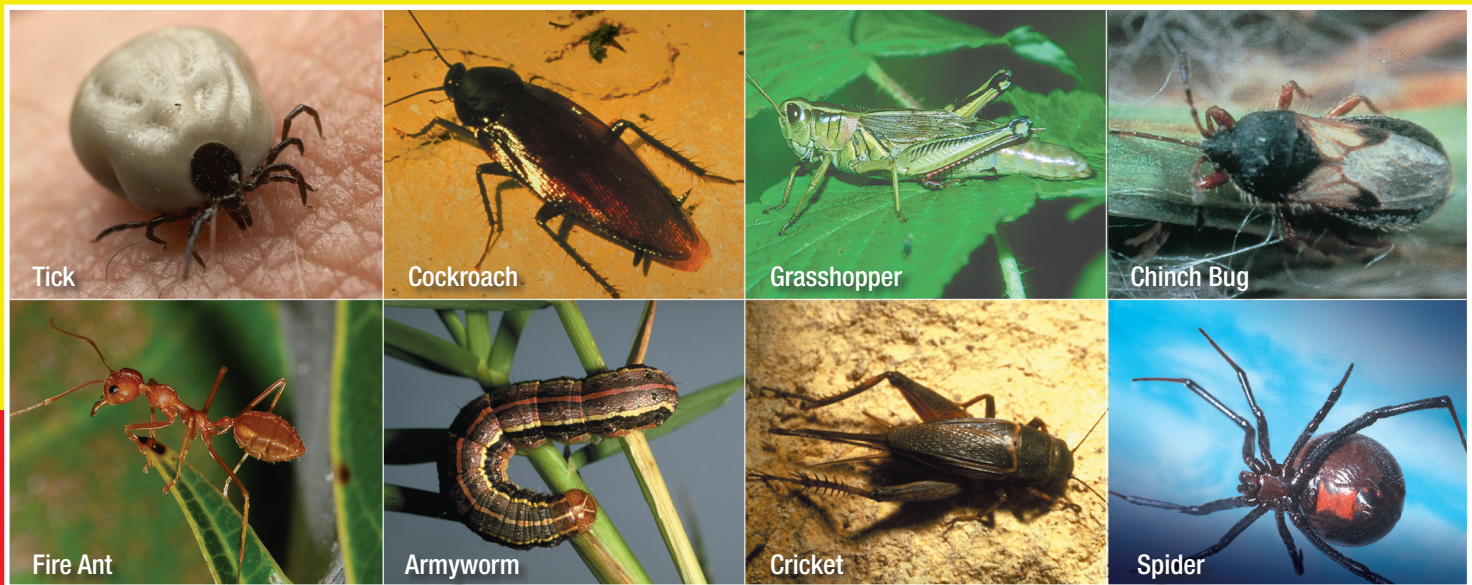 Tick
Cockroach
Grasshopper
Chinch Bug
Fire Ant
Armyworm
Cricket
Spider